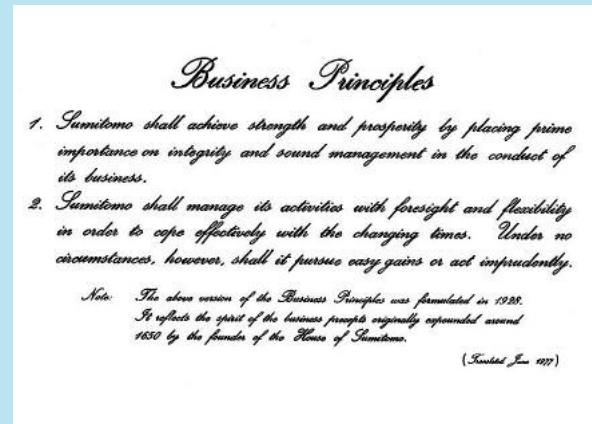 Business Principles
1. Sumitomo shall achieve strength and prosperity by placing prime
importance on integrity and sound management in the conduct of
its business.
2. Sumitomo shall manage its activities with foresight and flexibility
in order to cope effectively with the changing times. Under no
circumstances, however, shall it pursue easy gains or act imprudently.
Note: The above version of the Business Principles was formulated in 1928.
It reflects the spirit of the business precepts originally expounded around
1650 by the founder of the House of Sumitomo.
(Translated June 1977)